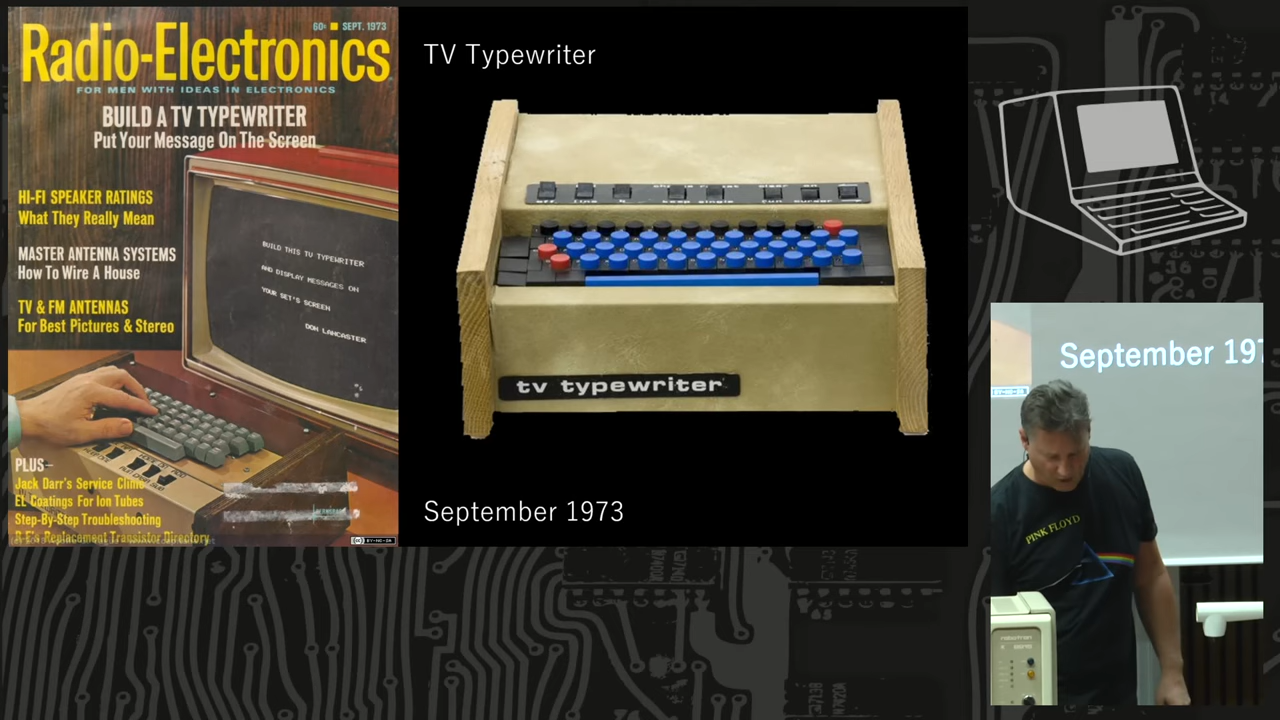 60¢ ■ SEPT. 1973
Radio-Electronics
FOR MEN WITH IDEAS IN ELECTRONICS
BUILD A TV TYPEWRITER
Put Your Message On The Screen
HI-FI SPEAKER RATINGS
What They Really Mean
MASTER ANTENNA SYSTEMS
How To Wire A House
TV & FM ANTENNAS
For Best Pictures & Stereo
BUILD THIS TV TYPEWRITER
AND DISPLAY MESSAGES ON
YOUR SET'S SCREEN
DON LANCASTER
PLUS—
Jack Darr's Service Clinic
EL Coatings For Ion Tubes
Step-By-Step Troubleshooting
R-E's Replacement Transistor Directory
TV Typewriter
tv typewriter
September 1973
September 197
PINK FLOYD
robotron